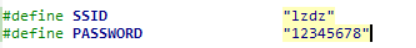 #define SSID "lzdz"
#define PASSWORD "12345678"